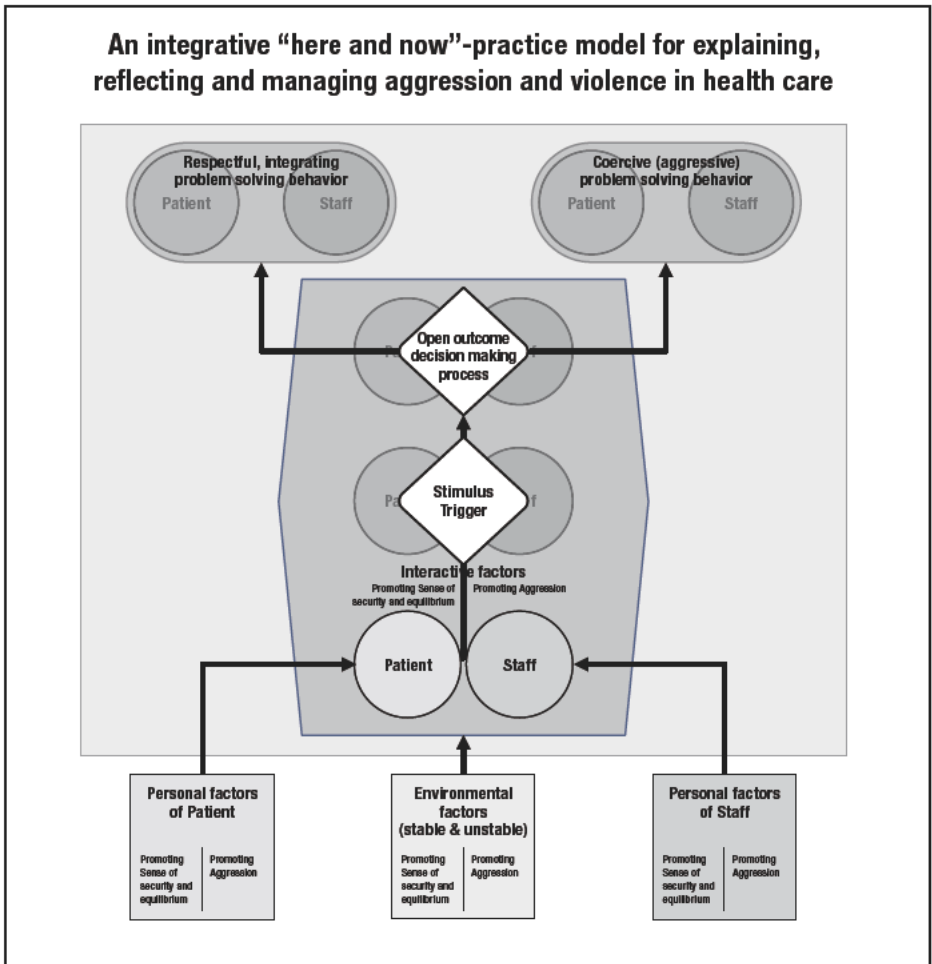 An integrative “here and now”-practice model for explaining,
reflecting and managing aggression and violence in health care
Respectful, integrating
problem solving behavior
Patient
Staff
Coercive (aggressive)
problem solving behavior
Patient
Staff
Open outcome
decision making
process
Stimulus
Trigger
Interactive factors
Promoting Sense of
security and equilibrium
Promoting Aggression
Patient
Staff
Personal factors
of Patient
Promoting
Sense of
security and
equilibrium
Promoting
Aggression
Environmental
factors
(stable & unstable)
Promoting
Sense of
security and
equilibrium
Promoting
Aggression
Personal factors
of Staff
Promoting
Sense of
security and
equilibrium
Promoting
Aggression